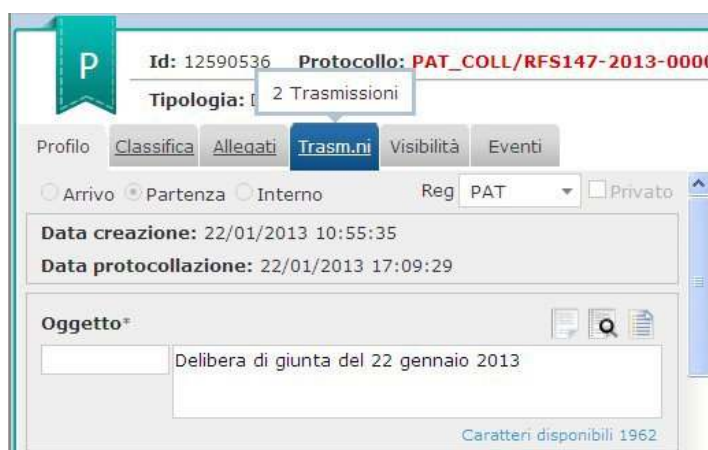 P
Id: 12590536 Protocollo: PAT_COLL/RFS147-2013-0000
Tipologia:
2 Trasmissioni
Profilo Classifica Allegati Trasm.ni Visibilità Eventi
Arrivo Partenza Interno Reg PAT Privato
Data creazione: 22/01/2013 10:55:35
Data protocollazione: 22/01/2013 17:09:29
Oggetto*
Delibera di giunta del 22 gennaio 2013
Caratteri disponibili 1962